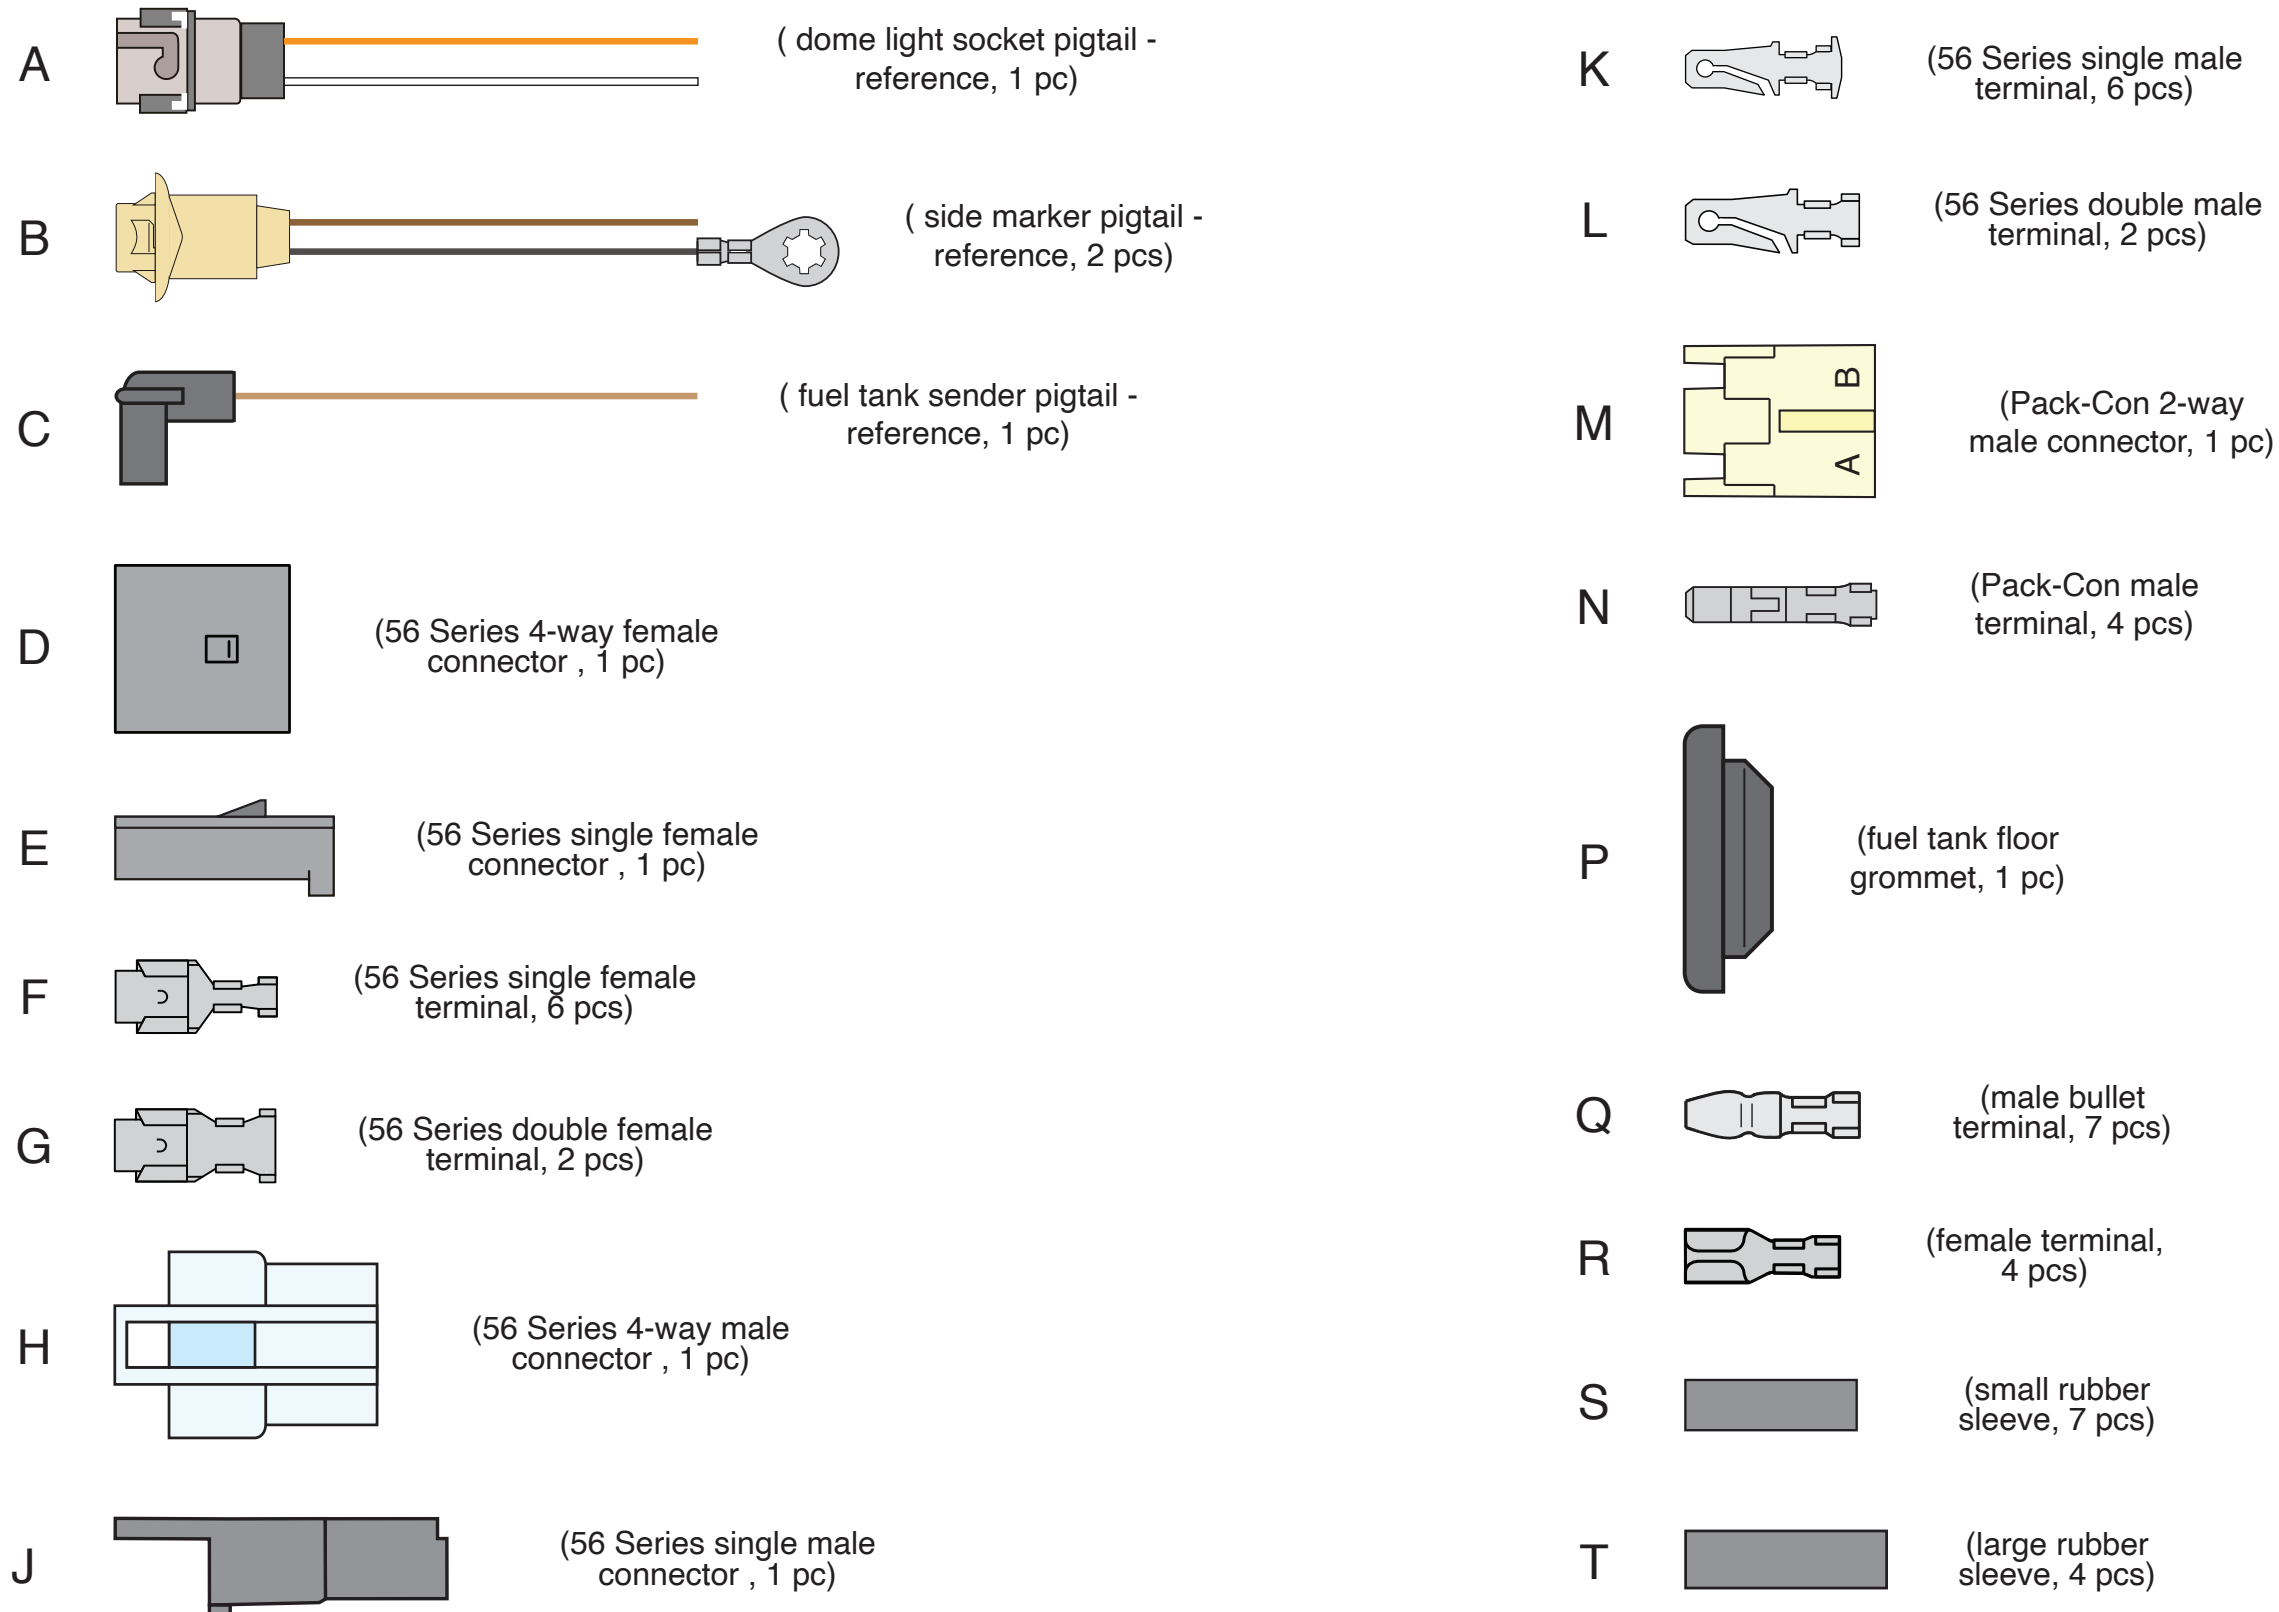 A
( dome light socket pigtail -
reference, 1 pc)
B
( side marker pigtail -
reference, 2 pcs)
C
( fuel tank sender pigtail -
reference, 1 pc)
D
(56 Series 4-way female
connector , 1 pc)
E
(56 Series single female
connector , 1 pc)
F
(56 Series single female
terminal, 6 pcs)
G
(56 Series double female
terminal, 2 pcs)
H
(56 Series 4-way male
connector , 1 pc)
J
(56 Series single male
connector , 1 pc)
K
(56 Series single male
terminal, 6 pcs)
L
(56 Series double male
terminal, 2 pcs)
M
B
A
(Pack-Con 2-way
male connector, 1 pc)
N
(Pack-Con male
terminal, 4 pcs)
P
(fuel tank floor
grommet, 1 pc)
Q
(male bullet
terminal, 7 pcs)
R
(female terminal,
4 pcs)
S
(small rubber
sleeve, 7 pcs)
T
(large rubber
sleeve, 4 pcs)